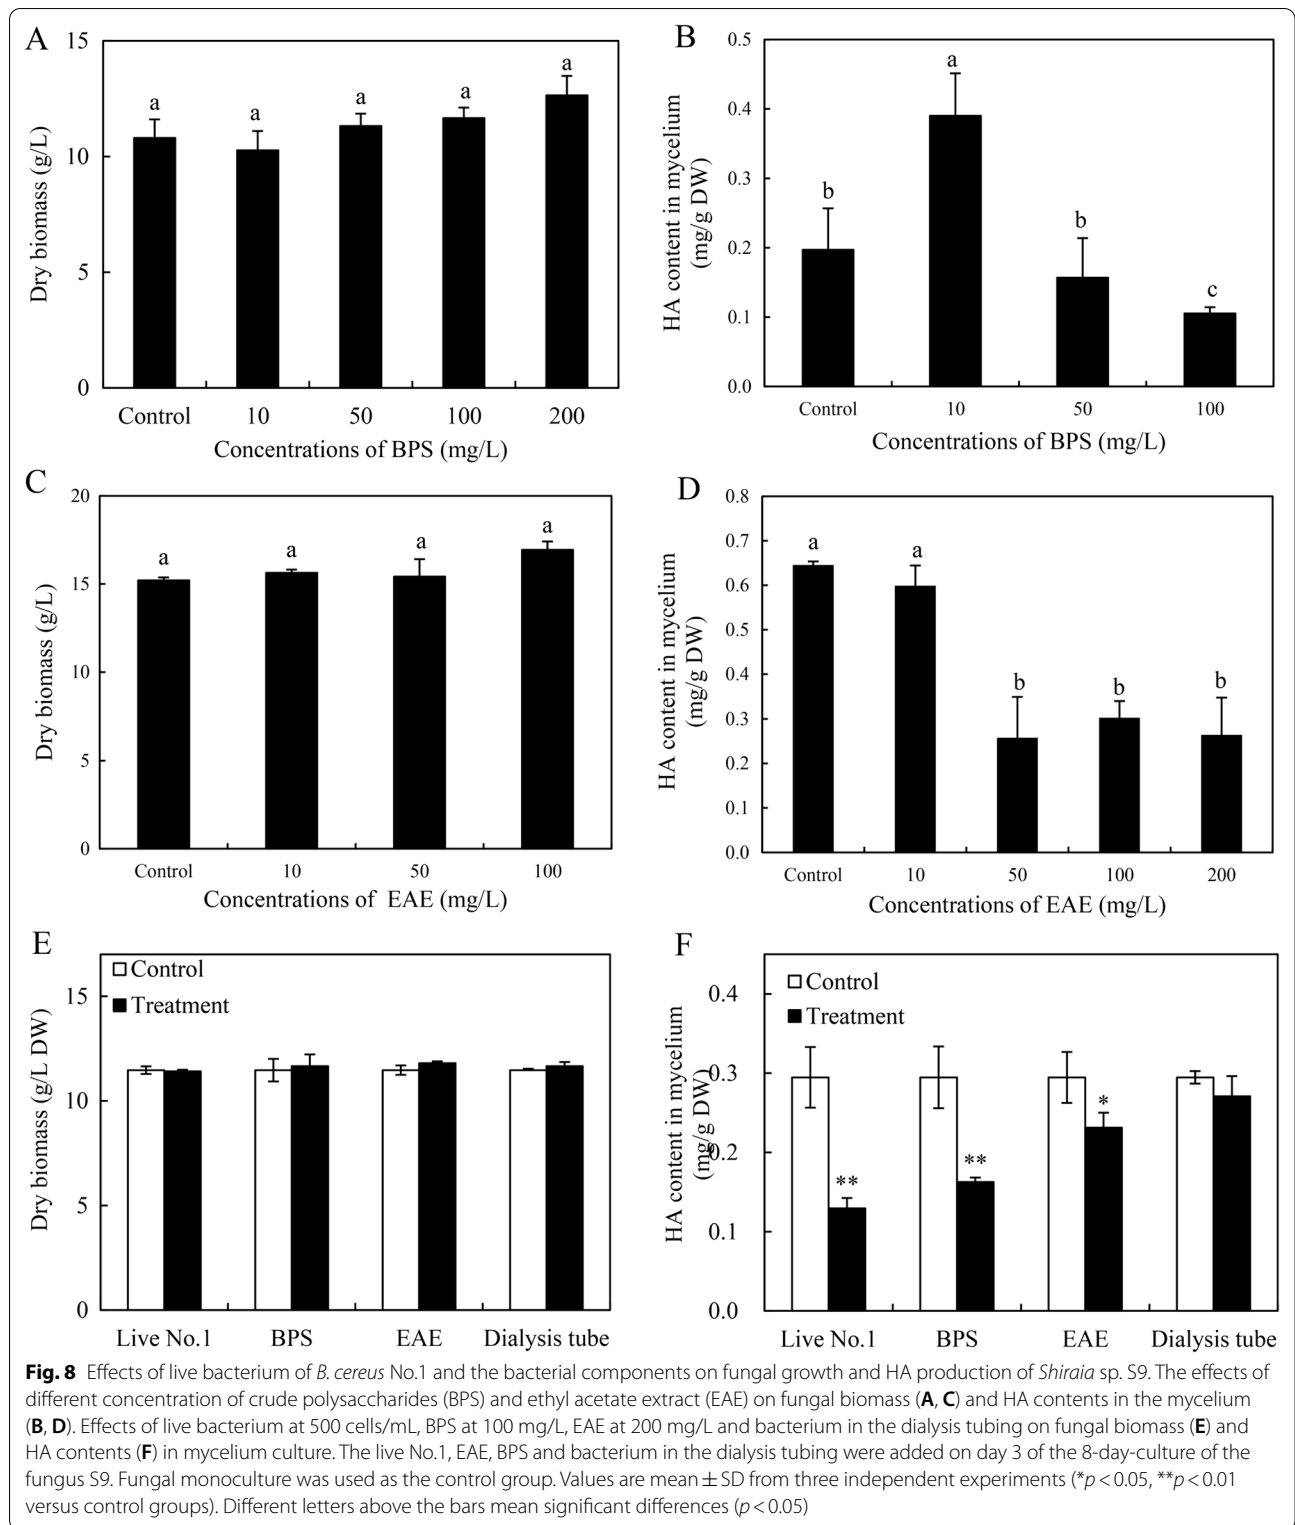 A
15
10
5
0
Dry biomass (g/L)
a
a
a
a
a
Control
10
50
100
200
Concentrations of BPS (mg/L)
B
0.5
0.4
0.3
0.2
0.1
0.0
HA content in mycelium
(mg/g DW)
b
a
b
c
Control
10
50
100
Concentrations of BPS (mg/L)
C
20
15
10
5
0
Dry biomass (g/L)
a
a
a
a
Control
10
50
100
Concentrations of EAE (mg/L)
D
0.8
0.7
0.6
0.5
0.4
0.3
0.2
0.1
0.0
HA content in mycelium
(mg/g DW)
a
a
b
b
b
Control
10
50
100
200
Concentrations of EAE (mg/L)
E
15
10
5
0
Dry biomass (g/L DW)
Control
Treatment
Live No.1
BPS
EAE
Dialysis tube
F
0.4
0.3
0.2
0.1
0.0
HA content in mycelium
(mg/g DW)
Control
Treatment
**
**
*
Live No.1
BPS
EAE
Dialysis tube
Fig. 8 Effects of live bacterium of B. cereus No.1 and the bacterial components on fungal growth and HA production of Shiraia sp. S9. The effects of
different concentration of crude polysaccharides (BPS) and ethyl acetate extract (EAE) on fungal biomass (A, C) and HA contents in the mycelium
(B, D). Effects of live bacterium at 500 cells/mL, BPS at 100 mg/L, EAE at 200 mg/L and bacterium in the dialysis tubing on fungal biomass (E) and
HA contents (F) in mycelium culture. The live No.1, EAE, BPS and bacterium in the dialysis tubing were added on day 3 of the 8-day-culture of the
fungus S9. Fungal monoculture was used as the control group. Values are mean ± SD from three independent experiments (*p < 0.05, **p < 0.01
versus control groups). Different letters above the bars mean significant differences (p < 0.05)